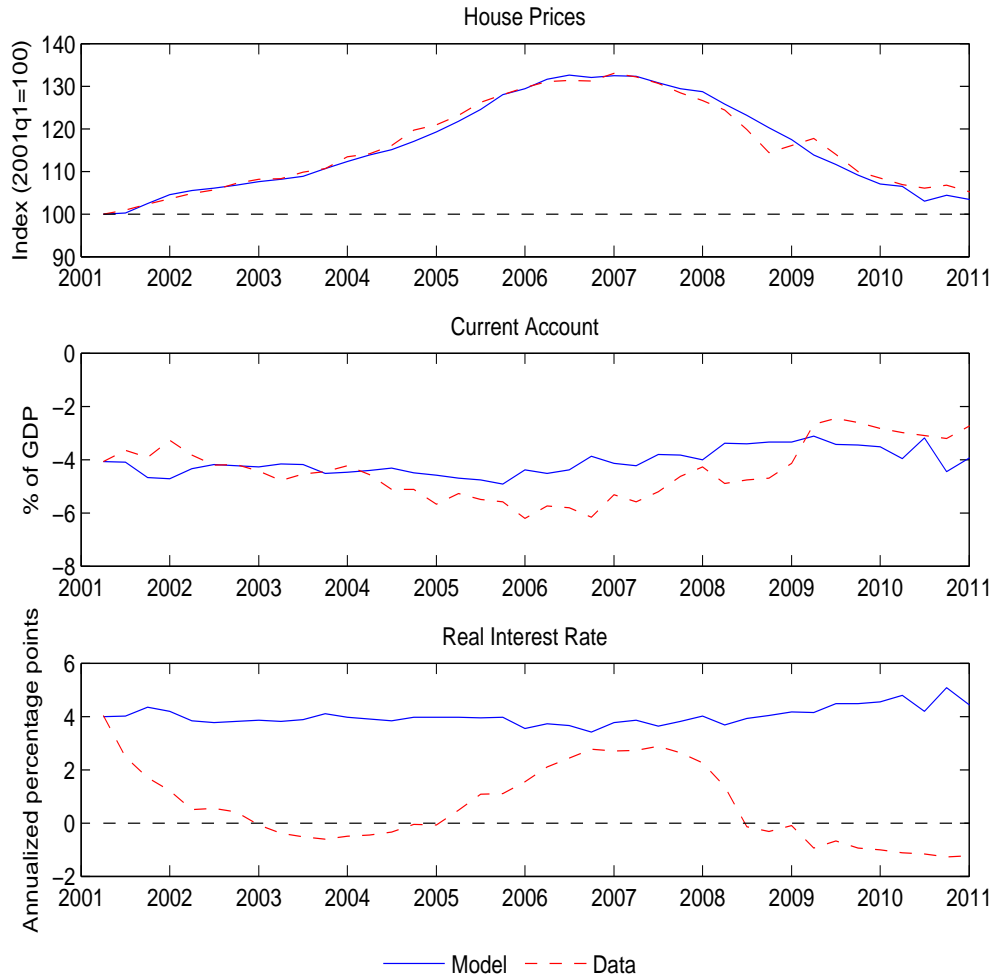 House Prices
Index (2001q1=100)
140
130
120
110
100
90
2001 2002 2003 2004 2005 2006 2007 2008 2009 2010 2011
Current Account
% of GDP
0
−2
−4
−6
−8
2001 2002 2003 2004 2005 2006 2007 2008 2009 2010 2011
Real Interest Rate
Annualized percentage points
6
4
2
0
−2
2001 2002 2003 2004 2005 2006 2007 2008 2009 2010 2011
Model Data